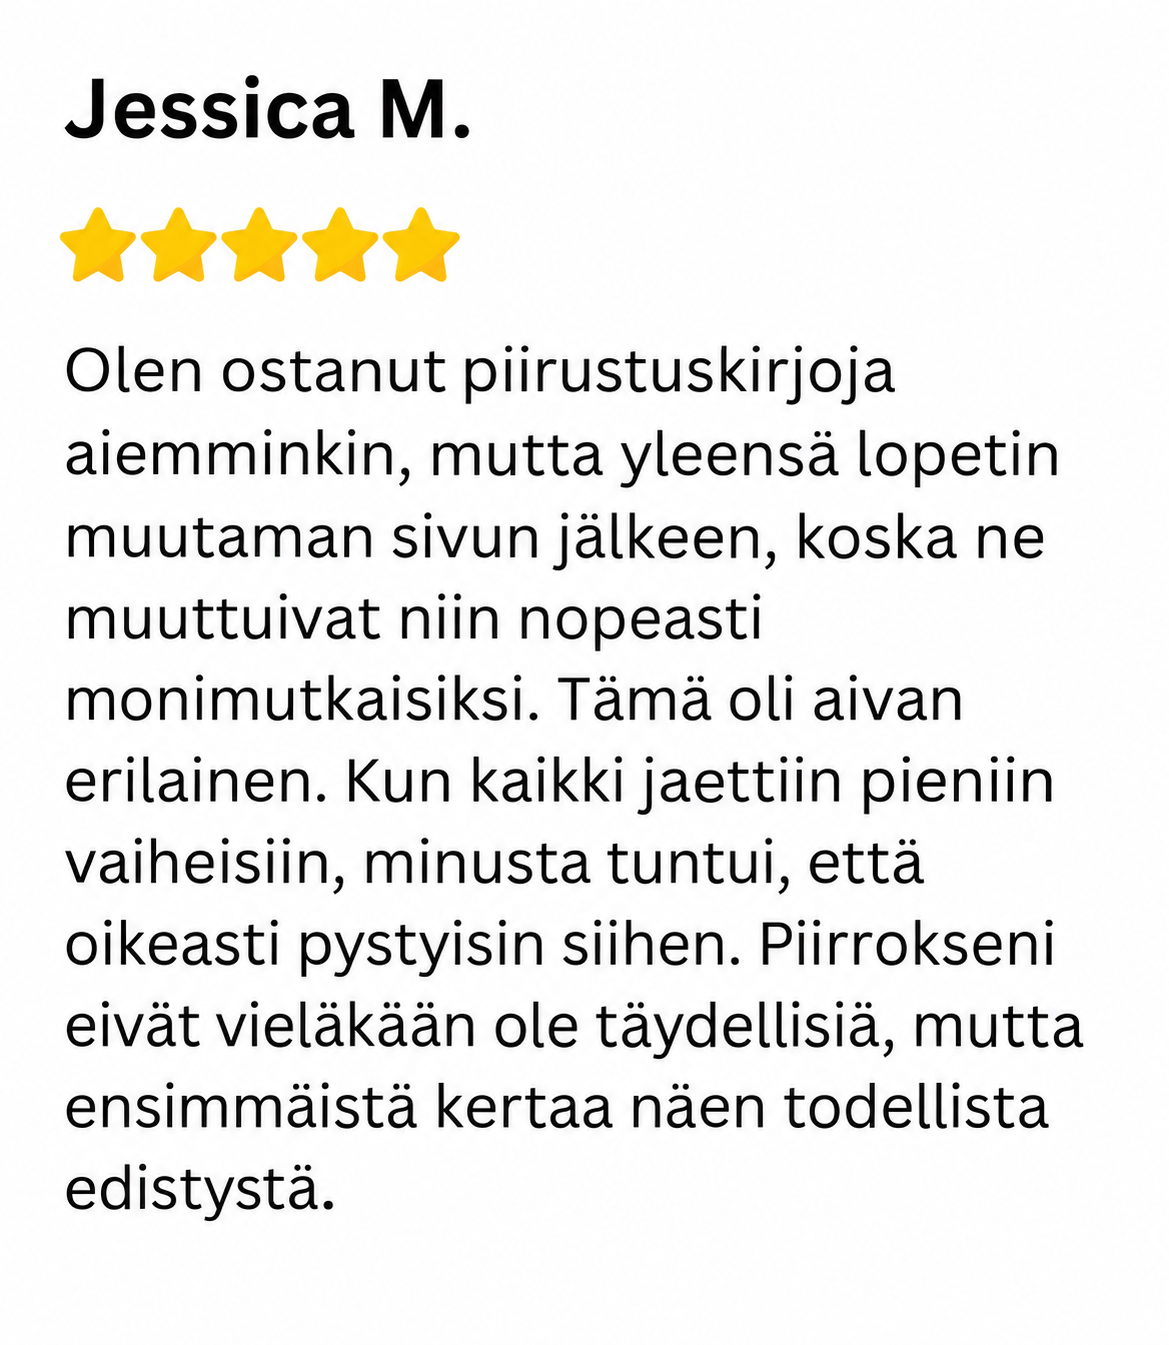 Jessica M.
Olen ostanut piirustuskirjoja
aiemminkin, mutta yleensä lopetin
muutaman sivun jälkeen, koska ne
muuttuivat niin nopeasti
monimutkaisiksi. Tämä oli aivan
erilainen. Kun kaikki jaettiin pieniin
vaiheisiin, minusta tuntui, että
oikeasti pystyisin siihen. Piirrokseni
eivät vieläkään ole täydellisiä, mutta
ensimmäistä kertaa näen todellista
edistystä.